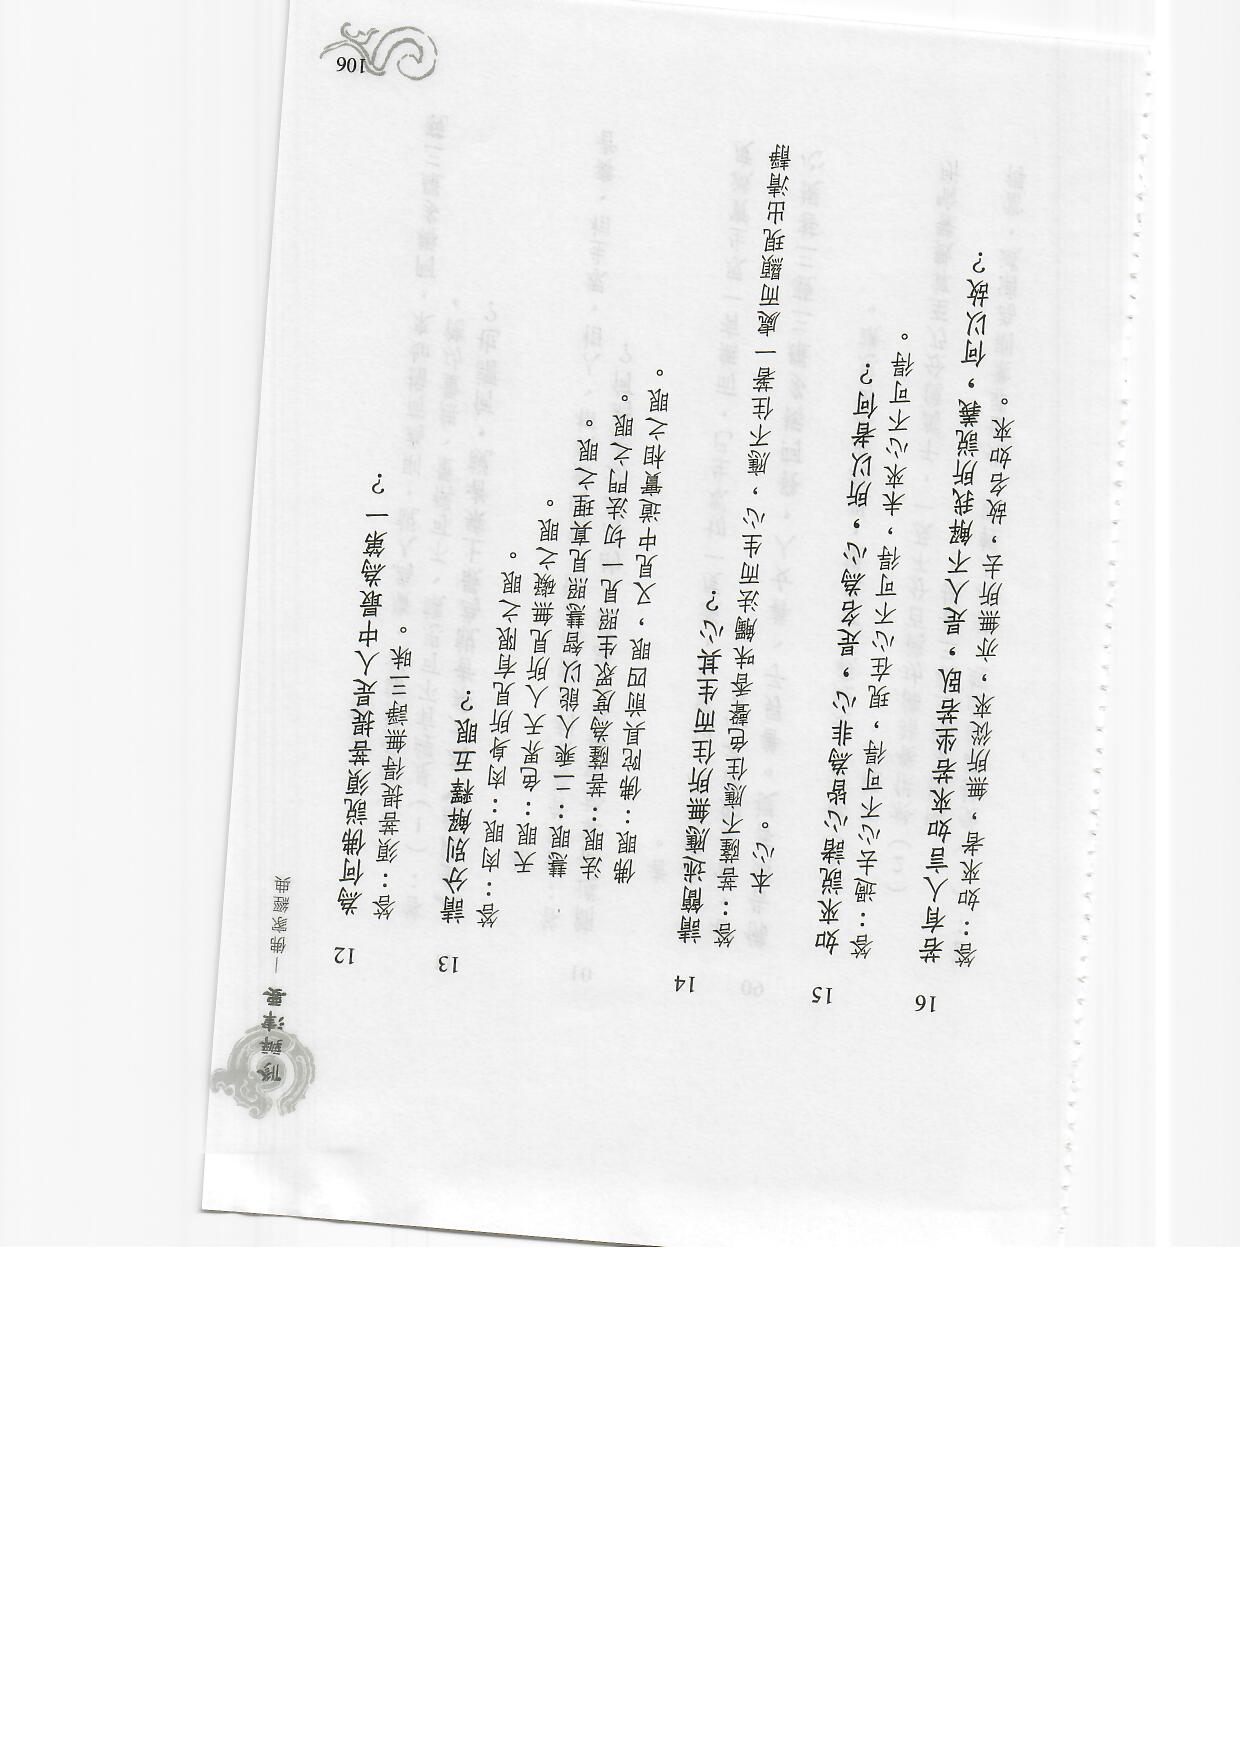 修辦津要
—佛家經典
12
為何佛說須菩提是人中最為第一？
答：須菩提得無諍三昧。
13
請分別解釋五眼？
答：肉眼：肉身所見有限之眼。
天眼：色界天人所見無礙之眼。
慧眼：二乘人能以智慧照見真理之眼。
法眼：菩薩為度眾生照見一切法門之眼。
佛眼：佛陀具前四眼，又見中道實相之眼。
14
請簡述應無所住而生其心？
答：菩薩不應住色聲香味觸法而生心，應不住著一處而顯現出清靜
本心。
15
如來說諸心皆為非心，是名為心，所以者何？
答：過去心不可得，現在心不可得，未來心不可得。
16
若有人言如來若坐若臥，是人不解我所說義，何以故？
答：如來者，無所從來，亦無所去，故名如來。
106